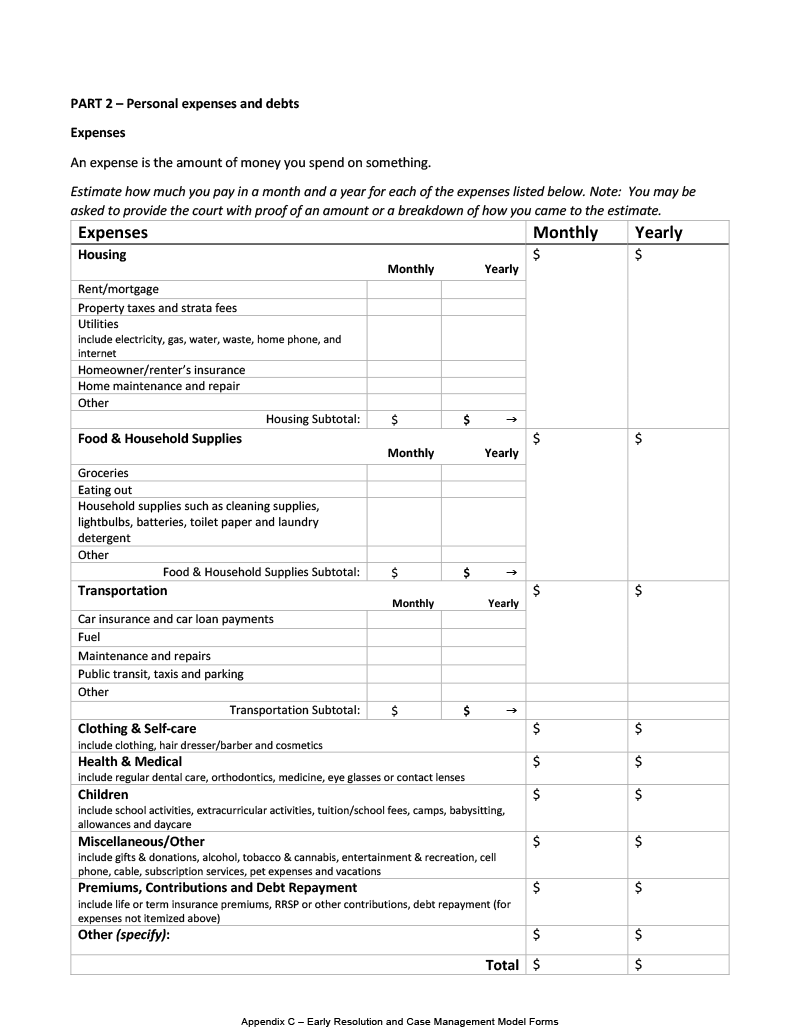 PART 2 – Personal expenses and debts
Expenses
An expense is the amount of money you spend on something.
Estimate how much you pay in a month and a year for each of the expenses listed below. Note:  You may be
asked to provide the court with proof of an amount or a breakdown of how you came to the estimate.
Expenses Monthly Yearly
Housing $ $
Monthly Yearly
Rent/mortgage
Property taxes and strata fees
Utilities
include electricity, gas, water, waste, home phone, and
internet
Homeowner/renter’s insurance
Home maintenance and repair
Other
Housing Subtotal: $ $ →
Food & Household Supplies $ $
Monthly Yearly
Groceries
Eating out
Household supplies such as cleaning supplies,
lightbulbs, batteries, toilet paper and laundry
detergent
Other
Food & Household Supplies Subtotal: $ $ →
Transportation $ $
Monthly Yearly
Car insurance and car loan payments
Fuel
Maintenance and repairs
Public transit, taxis and parking
Other
Transportation Subtotal: $ $ →
Clothing & Self-care $ $
include clothing, hair dresser/barber and cosmetics
Health & Medical $ $
include regular dental care, orthodontics, medicine, eye glasses or contact lenses
Children $ $
include school activities, extracurricular activities, tuition/school fees, camps, babysitting,
allowances and daycare
Miscellaneous/Other $ $
include gifts & donations, alcohol, tobacco & cannabis, entertainment & recreation, cell
phone, cable, subscription services, pet expenses and vacations
Premiums, Contributions and Debt Repayment $ $
include life or term insurance premiums, RRSP or other contributions, debt repayment (for
expenses not itemized above)
Other (specify): $ $
Total $ $
Appendix C – Early Resolution and Case Management Model Forms